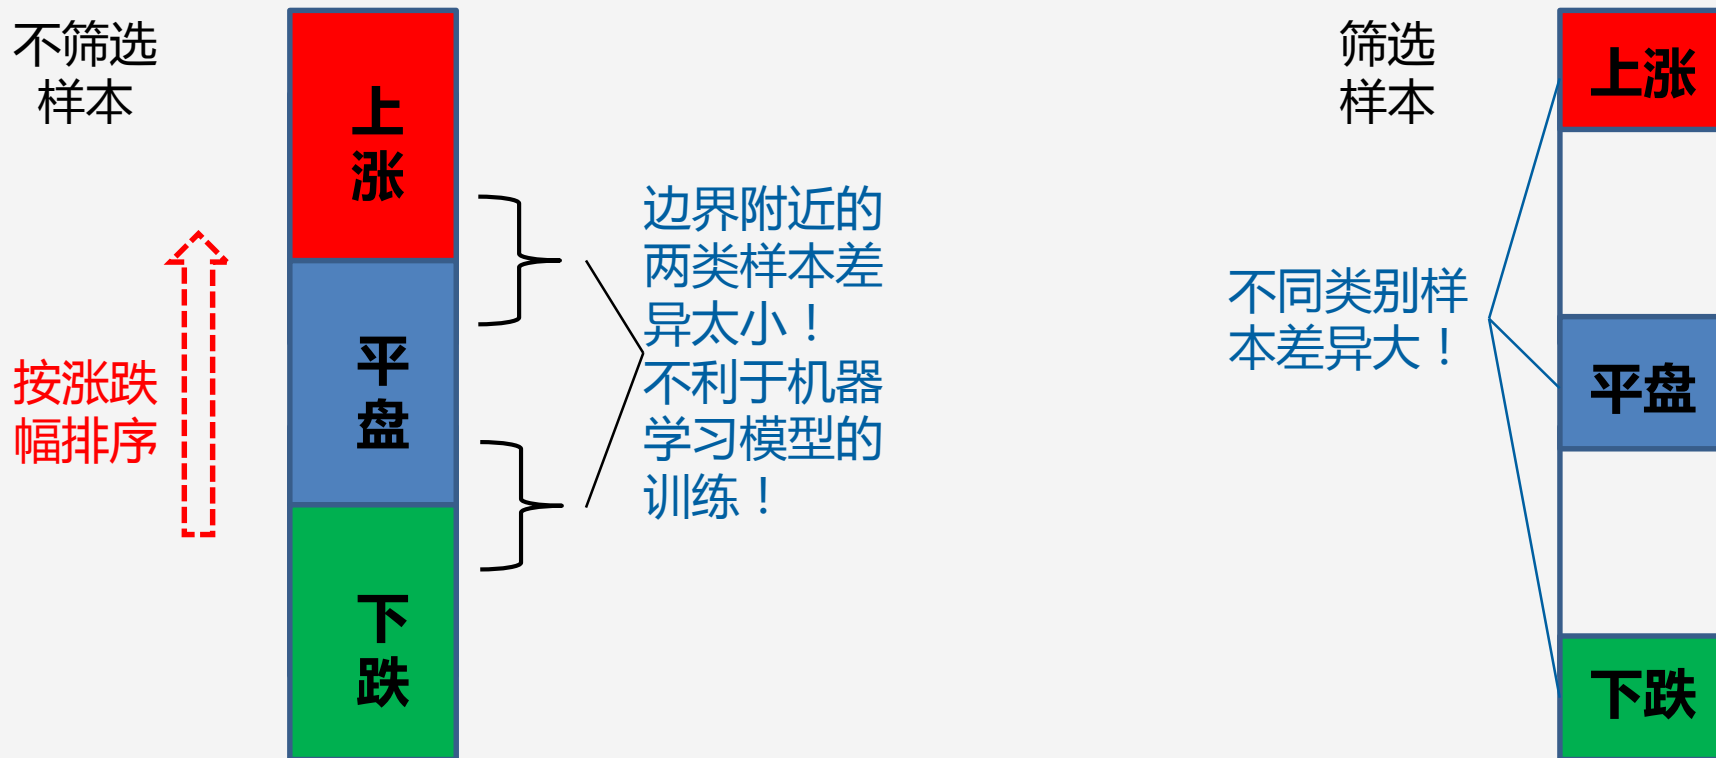 不筛选
样本
按涨跌
幅排序
上
涨
平
盘
下
跌
边界附近的
两类样本差
异太小！
不利于机器
学习模型的
训练！
筛选
样本
不同类别样
本差异大！
上涨
平盘
下跌